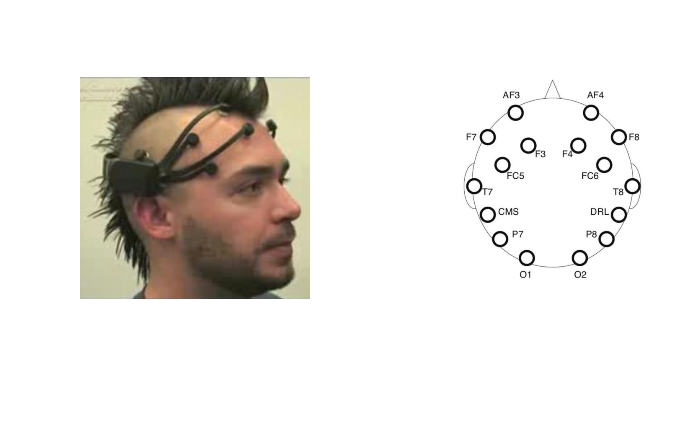 AF3 AF4
F7 F8
F3 F4
FC5 FC6
T7 T8
CMS DRL
P7 P8
O1 O2